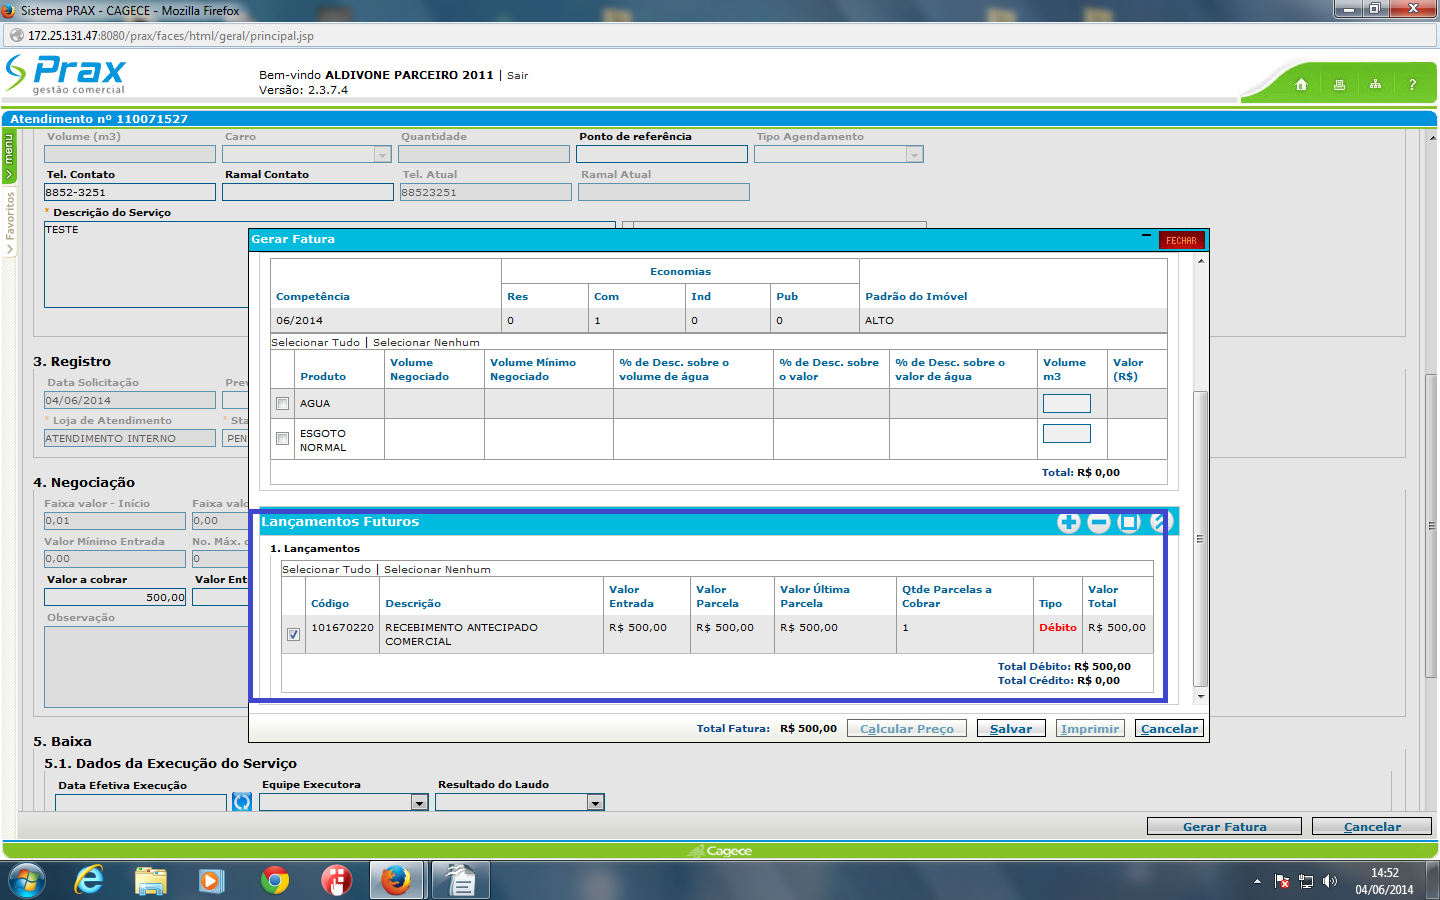 Sistema PRAX - CAGECE - Mozilla Firefox
172.25.131.47:8080/prax/faces/html/geral/principal.jsp
Prax
gestão comercial
Bem-vindo ALDIVONE PARCEIRO 2011 | Sair
Versão: 2.3.7.4
?
Atendimento nº 110071527
menu
Favoritos
Volume (m3) Carro Quantidade Ponto de referência Tipo Agendamento
Tel. Contato Ramal Contato Tel. Atual Ramal Atual
8852-3251 88523251
* Descrição do Serviço
TESTE
3. Registro
Data Solicitação
04/06/2014
* Loja de Atendimento
ATENDIMENTO INTERNO
4. Negociação
Faixa valor - Início
0,01 0,00
Valor Mínimo Entrada
0,00 0
Valor a cobrar
500,00
Observação
5. Baixa
5.1. Dados da Execução do Serviço
Data Efetiva Execução Equipe Executora Resultado do Laudo
Gerar Fatura
FECHAR
Economias
Competência Res Com Ind Pub Padrão do Imóvel
06/2014 0 1 0 0 ALTO
Selecionar Tudo | Selecionar Nenhum
Produto Volume Negociado Volume Mínimo Negociado % de Desc. sobre o volume de água % de Desc. sobre o valor % de Desc. sobre o valor de água Volume m3 Valor (R$)
AGUA
ESGOTO NORMAL
Total: R$ 0,00
Lançamentos Futuros
1. Lançamentos
Selecionar Tudo | Selecionar Nenhum
Código Descrição Valor Entrada Valor Parcela Valor Última Parcela Qtde Parcelas a Cobrar Tipo Valor Total
101670220 RECEBIMENTO ANTECIPADO COMERCIAL R$ 500,00 R$ 500,00 R$ 500,00 1 Débito R$ 500,00
Total Débito: R$ 500,00
Total Crédito: R$ 0,00
Total Fatura: R$ 500,00 Calcular Preço Salvar Imprimir Cancelar
Gerar Fatura Cancelar
Cagece
14:52
04/06/2014